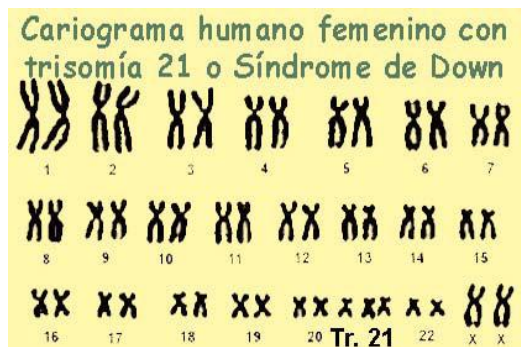 Cariograma humano femenino con
trisomía 21 o Síndrome de Down
1 2 3 4 5 6 7
8 9 10 11 12 13 14 15
16 17 18 19 20 Tr. 21 22 X X